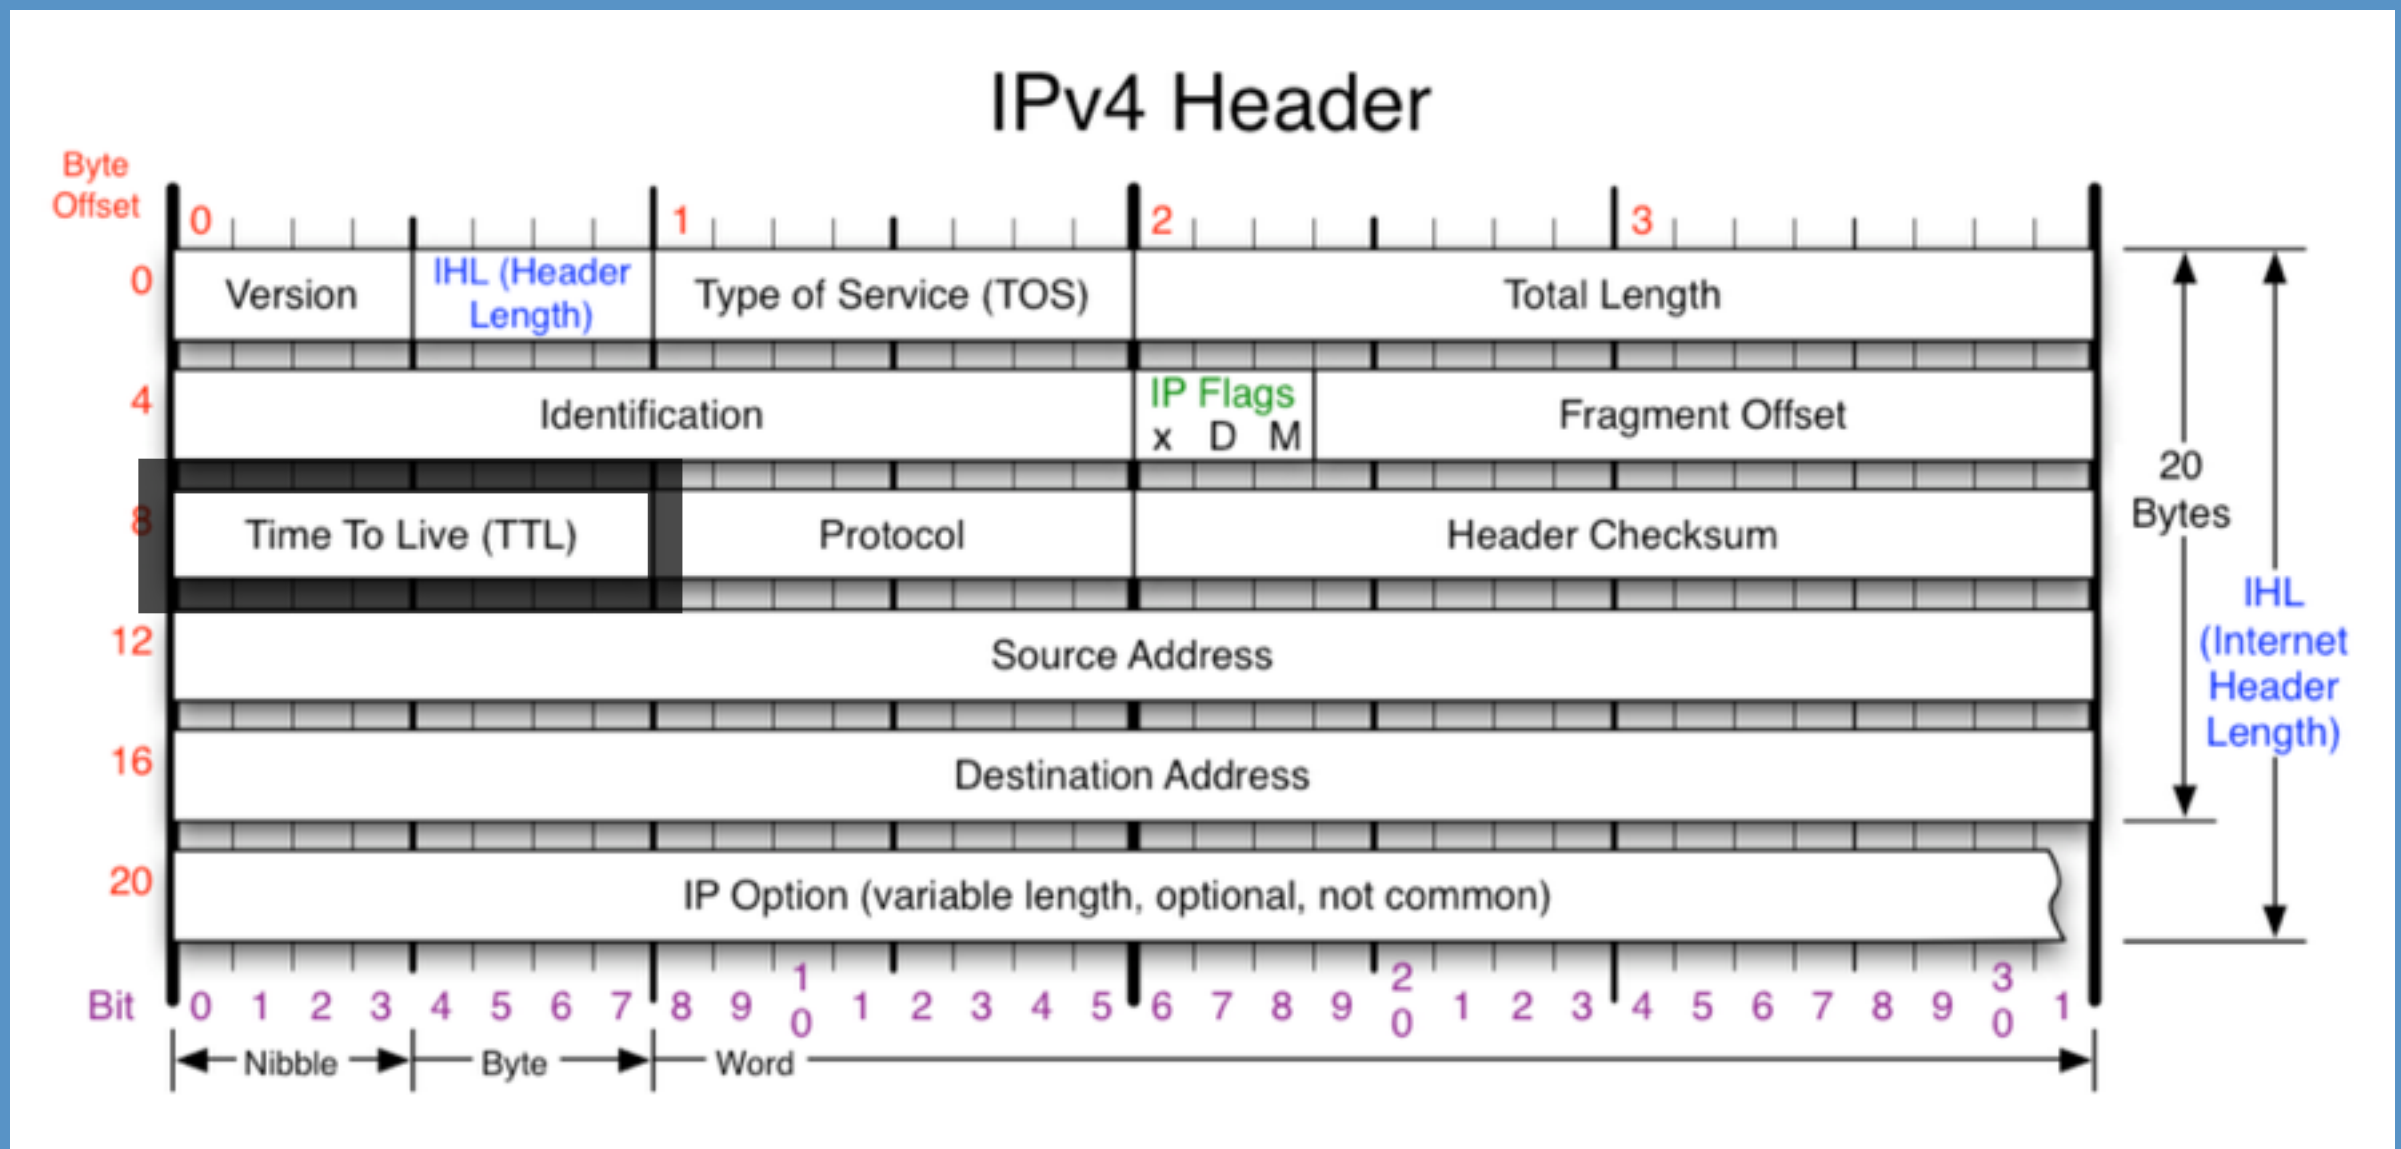 IPv4 Header
Byte
Offset
0 1 2 3
0
Version
IHL (Header
Length)
Type of Service (TOS)
Total Length
4
Identification
IP Flags
x D M
Fragment Offset
8
Time To Live (TTL)
Protocol
Header Checksum
12
Source Address
16
Destination Address
20
IP Option (variable length, optional, not common)
20
Bytes
IHL
(Internet
Header
Length)
Bit 0 1 2 3 4 5 6 7 8 9 10 1 2 3 4 5 6 7 8 9 20 1 2 3 4 5 6 7 8 9 30 1
Nibble Byte Word